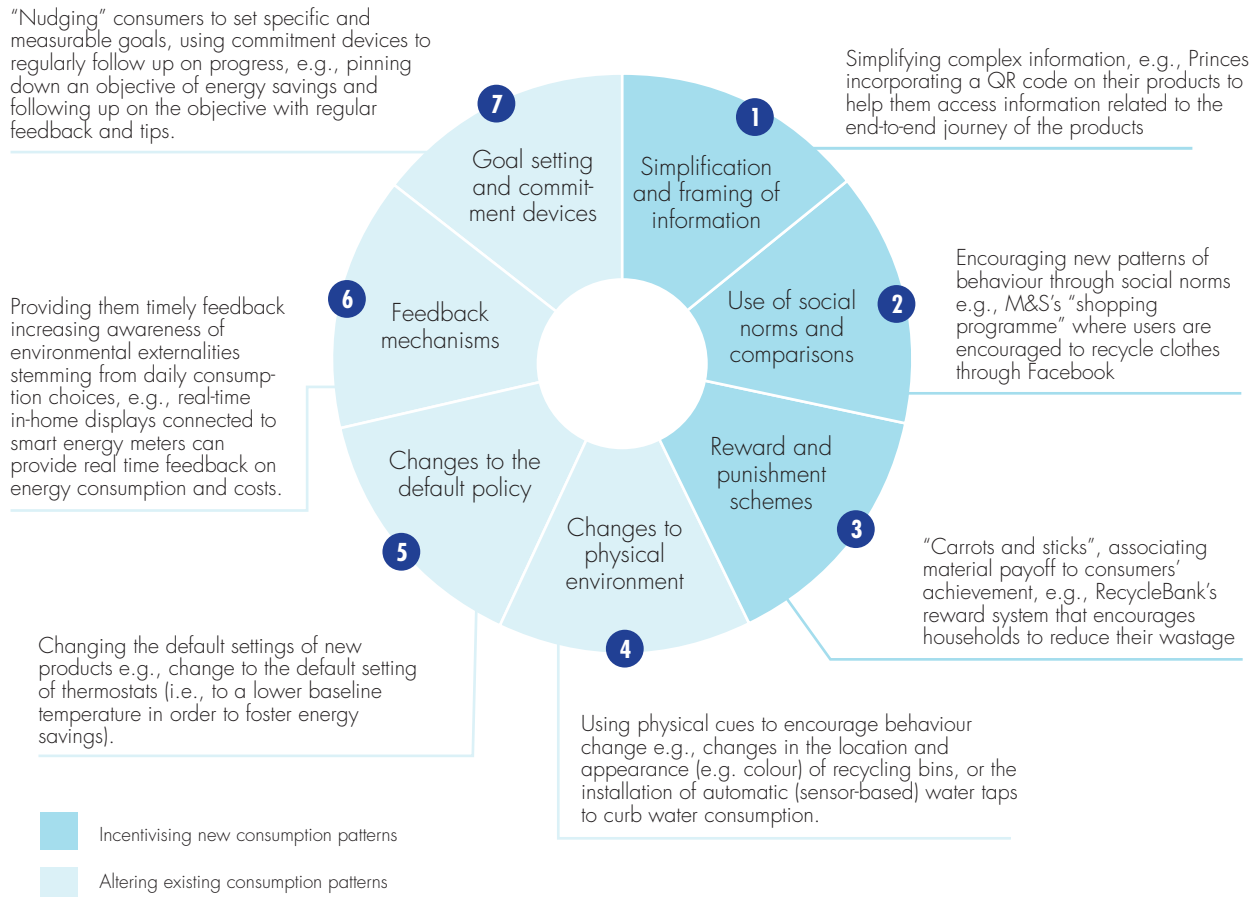 “Nudging” consumers to set specific and
measurable goals, using commitment devices to
regularly follow up on progress, e.g., pinning
down an objective of energy savings and
following up on the objective with regular
feedback and tips.
Simplifying complex information, e.g., Princes
incorporating a QR code on their products to
help them access information related to the
end-to-end journey of the products
7
1
Goal setting
and commit-
ment devices
Simplification
and framing of
information
Encouraging new patterns of
behaviour through social norms
e.g., M&S’s “shopping
programme” where users are
encouraged to recycle clothes
through Facebook
6
2
Feedback
mechanisms
Use of social
norms and
comparisons
Providing them timely feedback
increasing awareness of
environmental externalities
stemming from daily consump-
tion choices, e.g., real-time
in-home displays connected to
smart energy meters can
provide real time feedback on
energy consumption and costs.
Changes to the
default policy
Reward and
punishment
schemes
5
3
Changes to
physical
environment
4
“Carrots and sticks”, associating
material payoff to consumers’
achievement, e.g., RecycleBank’s
reward system that encourages
households to reduce their wastage
Changing the default settings of new
products e.g., change to the default setting
of thermostats (i.e., to a lower baseline
temperature in order to foster energy
savings).
Using physical cues to encourage behaviour
change e.g., changes in the location and
appearance (e.g. colour) of recycling bins, or the
installation of automatic (sensor-based) water taps
to curb water consumption.
Incentivising new consumption patterns
Altering existing consumption patterns